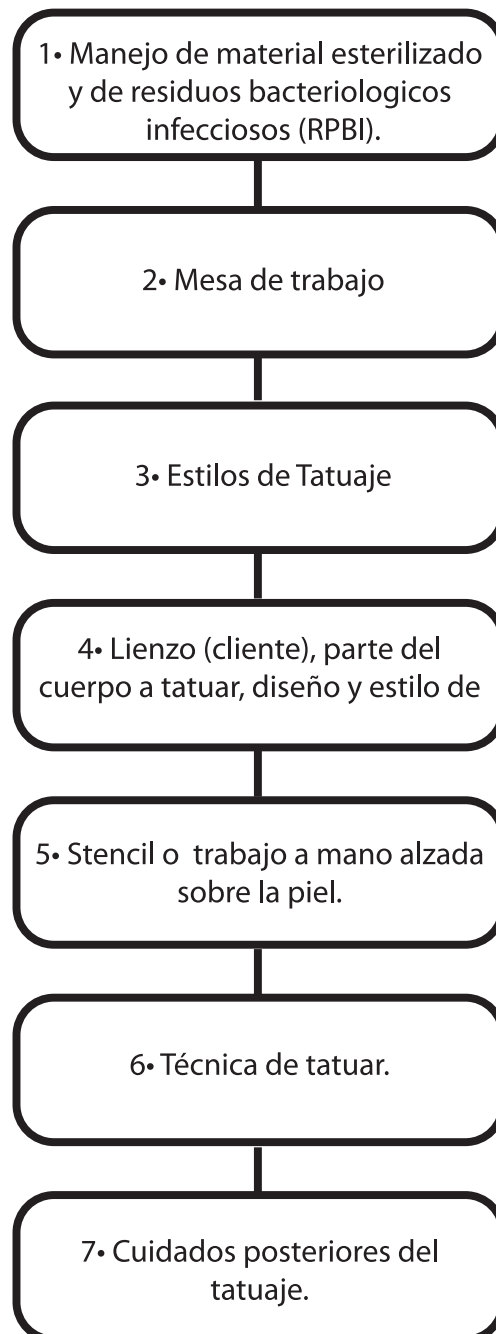 1• Manejo de material esterilizado
y de residuos bacteriologicos
infecciosos (RPBI).
2• Mesa de trabajo
3• Estilos de Tatuaje
4• Lienzo (cliente), parte del
cuerpo a tatuar, diseño y estilo de
5• Stencil o  trabajo a mano alzada
sobre la piel.
6• Técnica de tatuar.
7• Cuidados posteriores del
tatuaje.